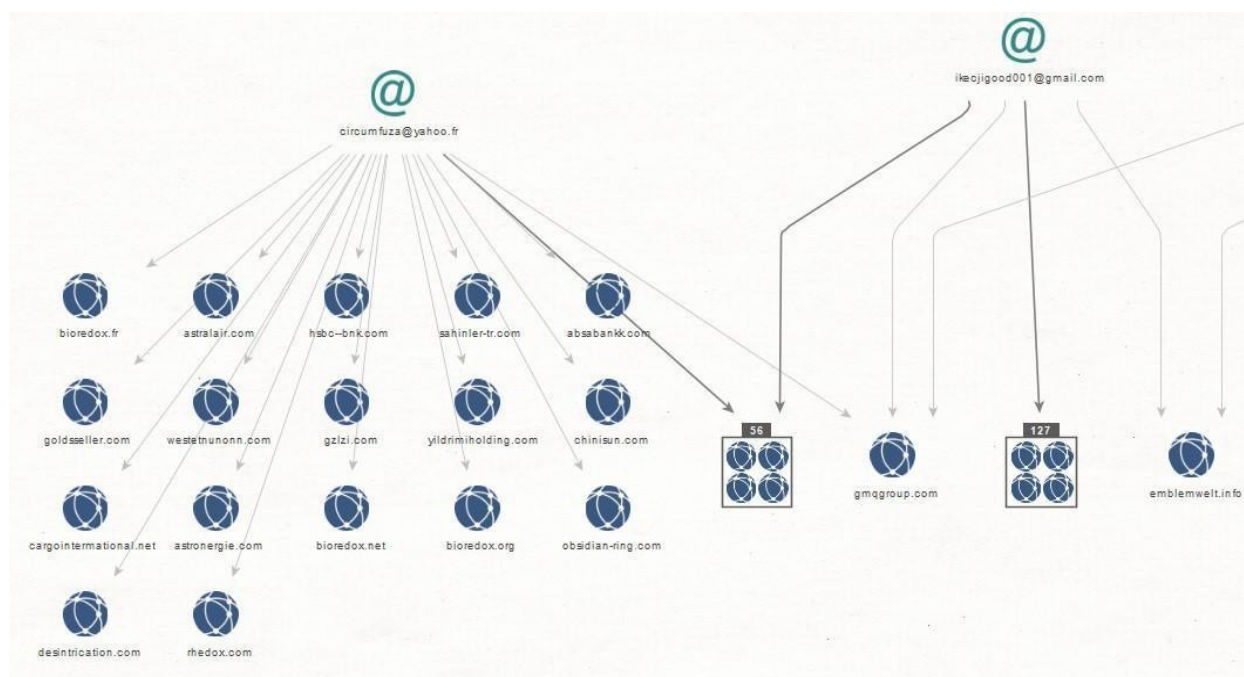 @
ikecjigood001@gmail.com
@
circumfuza@yahoo.fr
bioredox.fr
astralair.com
hsbc--bnk.com
sahinler-tr.com
absabankk.com
goldsseller.com
westetnunonn.com
gzlzi.com
yildrimiholding.com
chinisun.com
56
gmqgroup.com
127
emblemwelt.info
cargointermational.net
astronergie.com
bioredox.net
bioredox.org
obsidian-ring.com
desintrication.com
rhedox.com